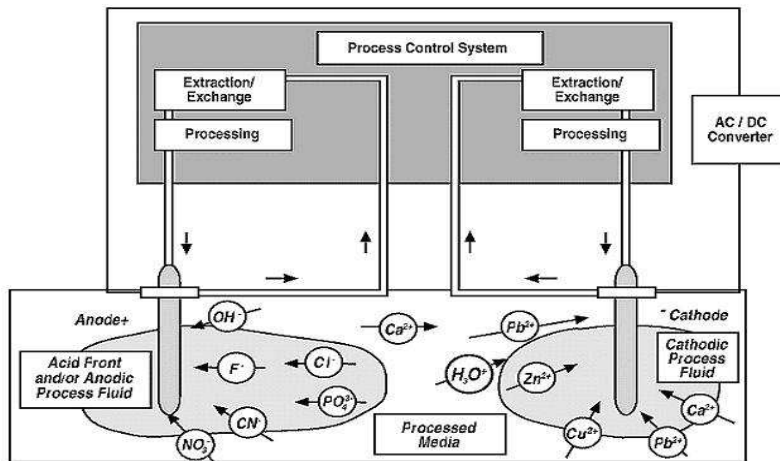 Process Control System
Extraction/
Exchange
Extraction/
Exchange
Processing
Processing
AC / DC
Converter
Anode+
OH⁻
Ca²⁺
Pb²⁺
⁻ Cathode
Acid Front
and/or Anodic
Process Fluid
F⁻
Cl⁻
PO₄³⁻
H₃O⁺
Zn²⁺
Cathodic
Process
Fluid
NO₃⁻
CN⁻
Processed
Media
Cu²⁺
Pb²⁺
Ca²⁺